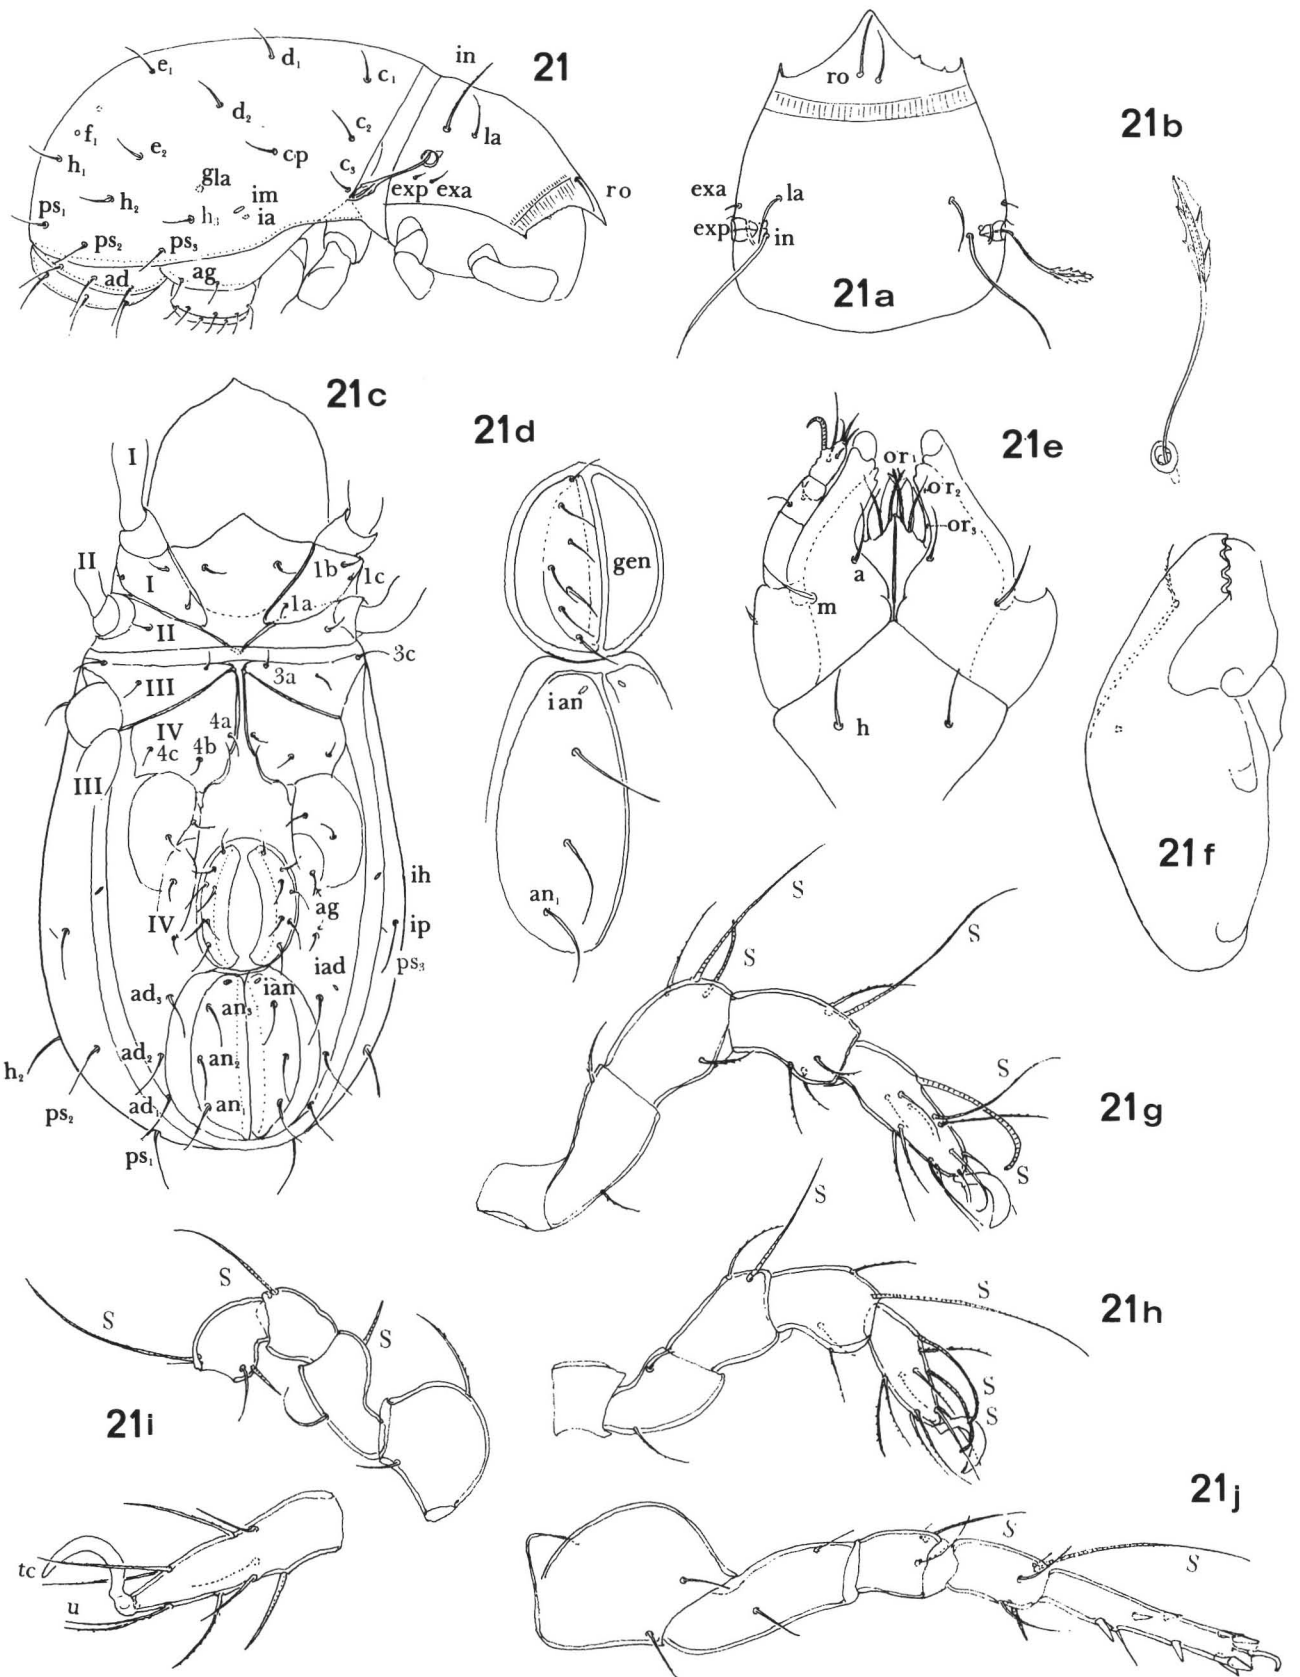 21
in
e₁
d₁
c₁
d₂
c₂
la
f₁
e₂
cp
c₃
h₁
gla
exp exa
ro
im
ps₁
h₂
h₃
ia
ps₂
ps₃
ad
ag
ro
exa
la
exp
in
21a
21b
21c
I
II
I
1b
1c
1a
II
3c
III
3a
IV
4a
4c
4b
III
ih
IV
ag
ip
iad
ps₃
ad₃
ian
an₃
ad₂
an₂
h₂
ad₁
an₁
ps₂
ps₁
21d
gen
ian
an₁
21e
or₁
or₂
or₃
a
m
h
21f
S
S
S
S
S
21g
S
S
S
S
21h
S
S
S
21i
tc
u
21j
S
S